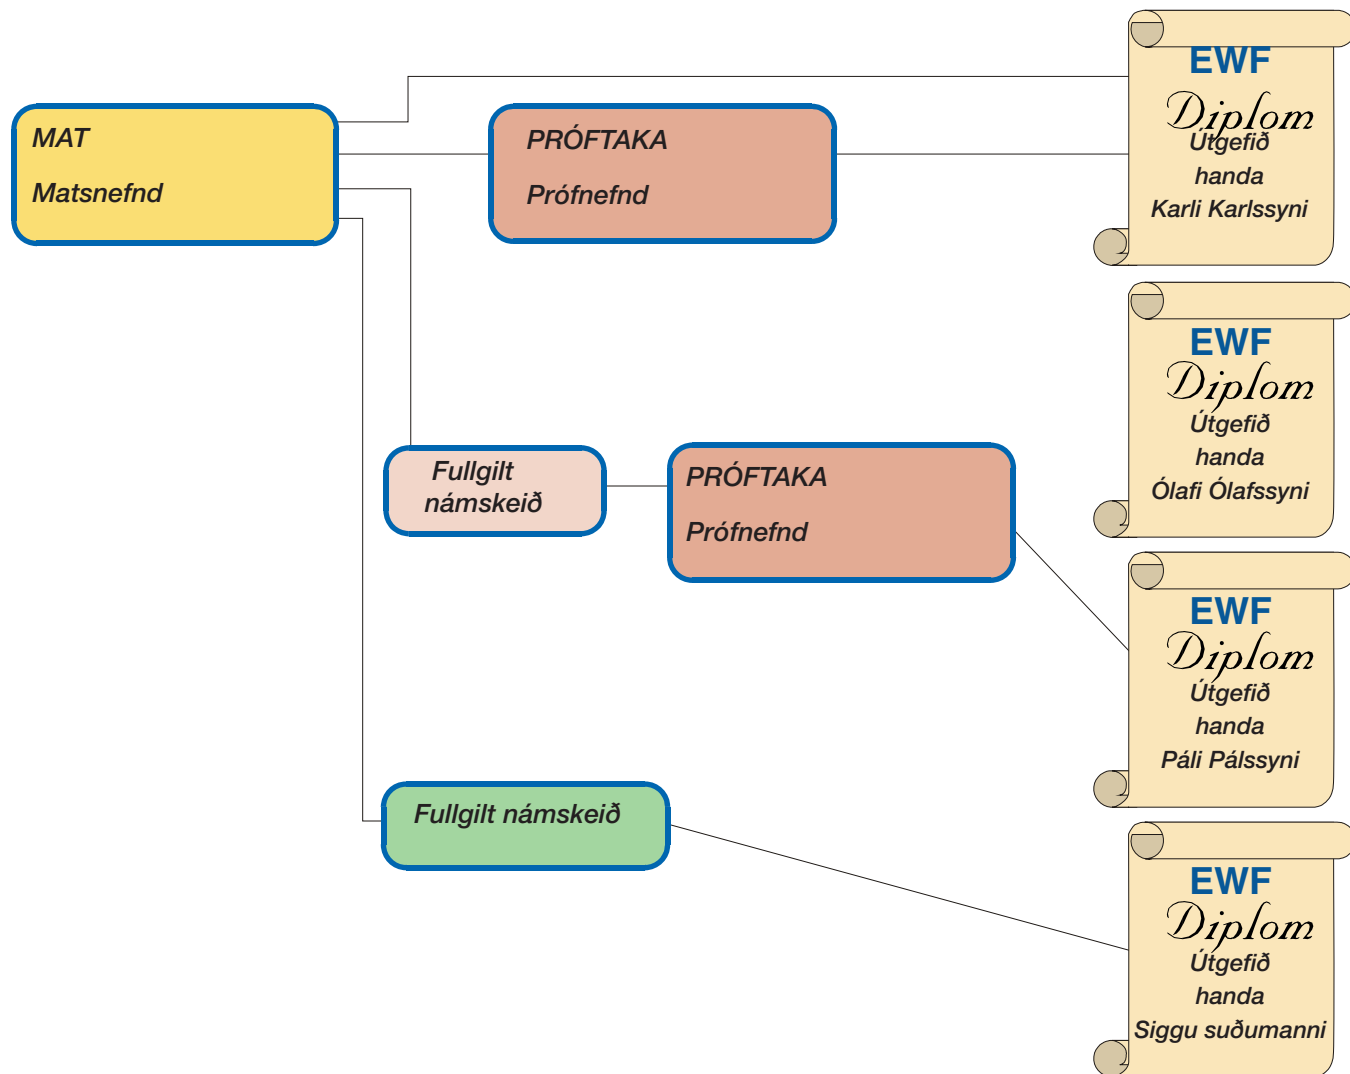 MAT
Matsnefnd
PRÓFTAKA
Prófnefnd
EWF
Diplom
Útgefið
handa
Karli Karlssyni
EWF
Diplom
Útgefið
handa
Ólafi Ólafssyni
Fullgilt
námskeið
PRÓFTAKA
Prófnefnd
EWF
Diplom
Útgefið
handa
Páli Pálssyni
Fullgilt námskeið
EWF
Diplom
Útgefið
handa
Siggu suðumanni